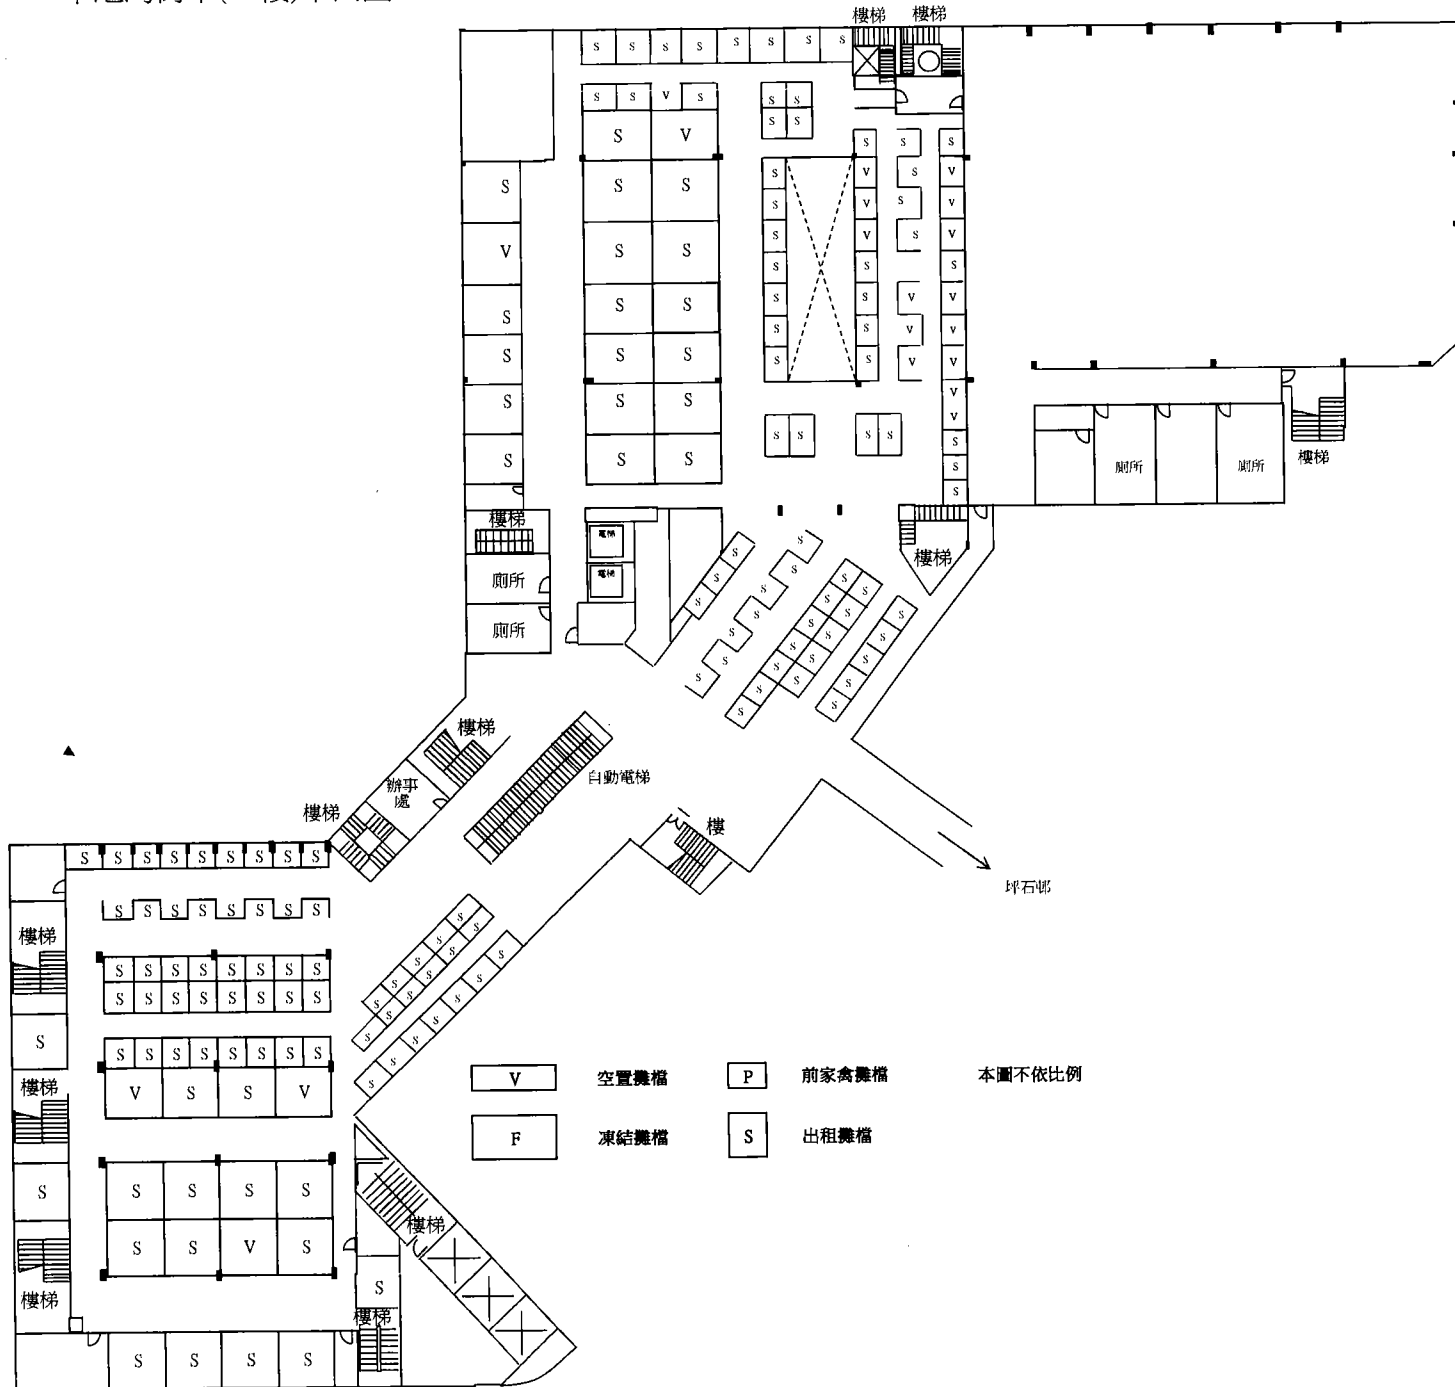 樓梯 樓梯
S S S S S S S S
S S V S S S
S V S S
S S S
S S S S V S V
S S V S V
V S S S V S V
S S S S
S S S S S V V
S S V V
S S S S V V
V
S S S V
S S S S S
S S S S
S
樓梯
廁所 廁所
樓梯
電梯
樓梯
電梯
廁所
廁所
S S S
S S S S S S
S S S S S S S S S S S S S
S S S S S
樓梯
自動電梯
辦事處
樓梯
樓
坪石邨
S S S S S S S S S
S S S S S S S S
樓梯
S S S S S S S S
S S S S S S S S
S
S S S S S S S S
V S S V
樓梯
S S S S S S S S S S S
S S S S S S S
V 空置攤檔 P 前家禽攤檔 本圖不依比例
F 凍結攤檔 S 出租攤檔
S S S S S
樓梯
S S V S
S
樓梯
樓梯
S S S S